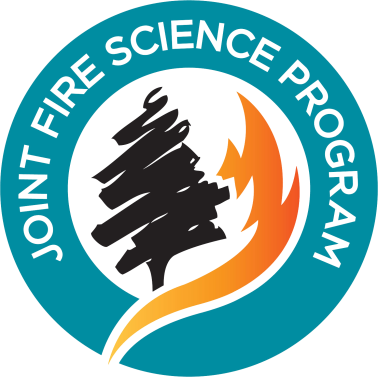 JOINT FIRE SCIENCE PROGRAM